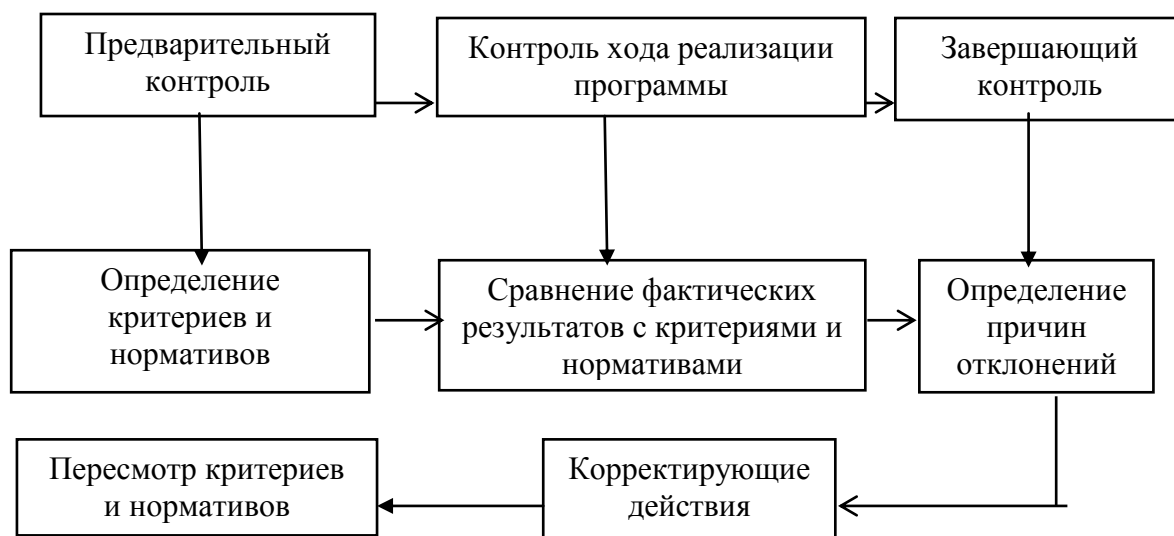 Предварительный
контроль
Контроль хода реализации
программы
Завершающий
контроль
Определение
критериев и
нормативов
Сравнение фактических
результатов с критериями и
нормативами
Определение
причин
отклонений
Пересмотр критериев
и нормативов
Корректирующие
действия